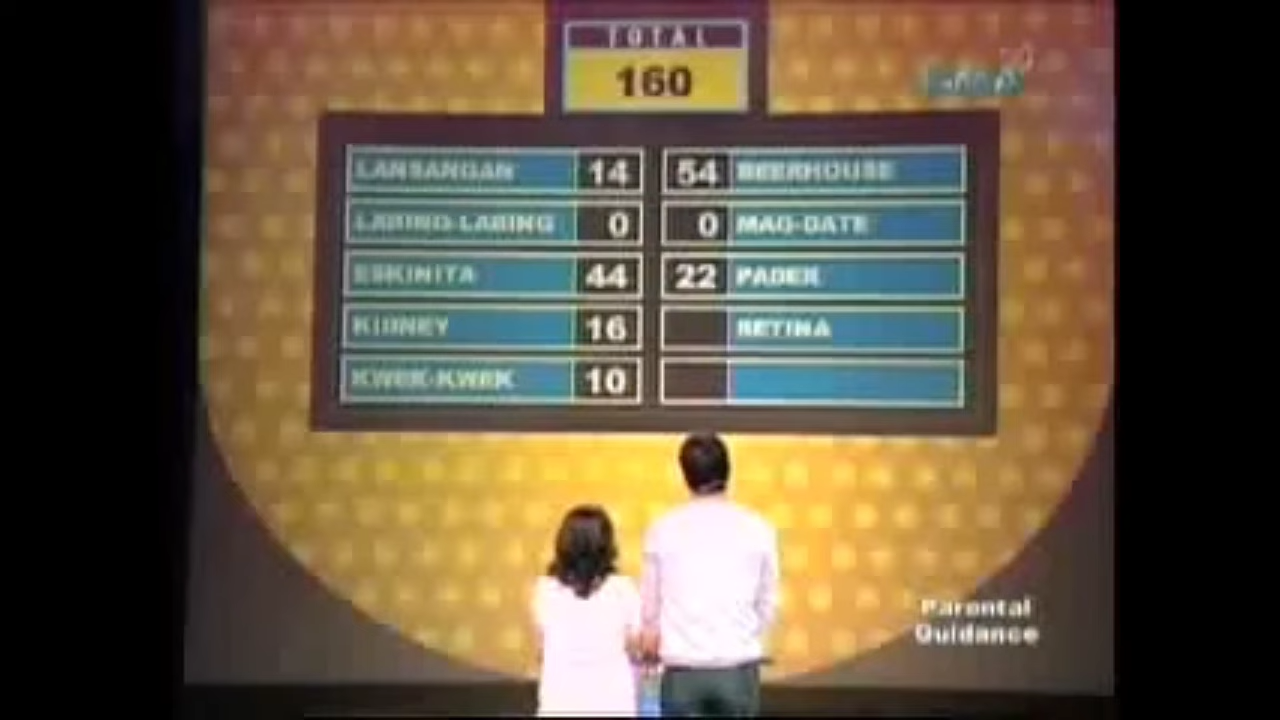 TOTAL
160
LANSANGAN 14
54 BEERHOUSE
LABING-LABING 0
0 MAG-DATE
ESKINITA 44
22 PADER
KIDNEY 16
RETINA
KWEK-KWEK 10
Parental
Guidance